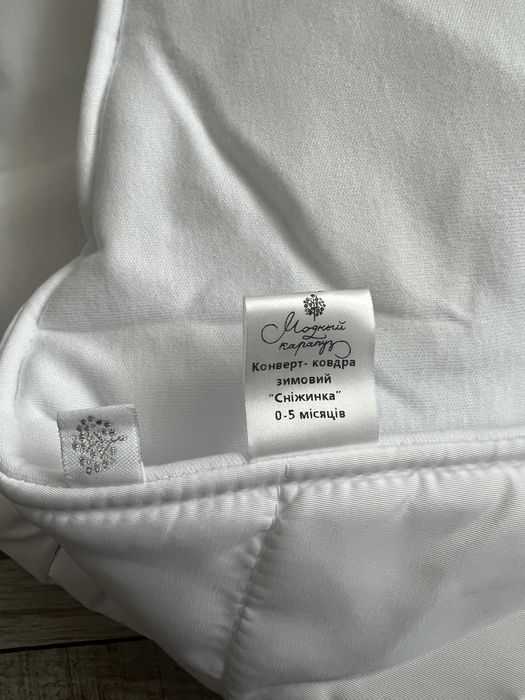 Модный
карапуз
Конверт- ковдра
зимовий
"Сніжинка"
0-5 місяців